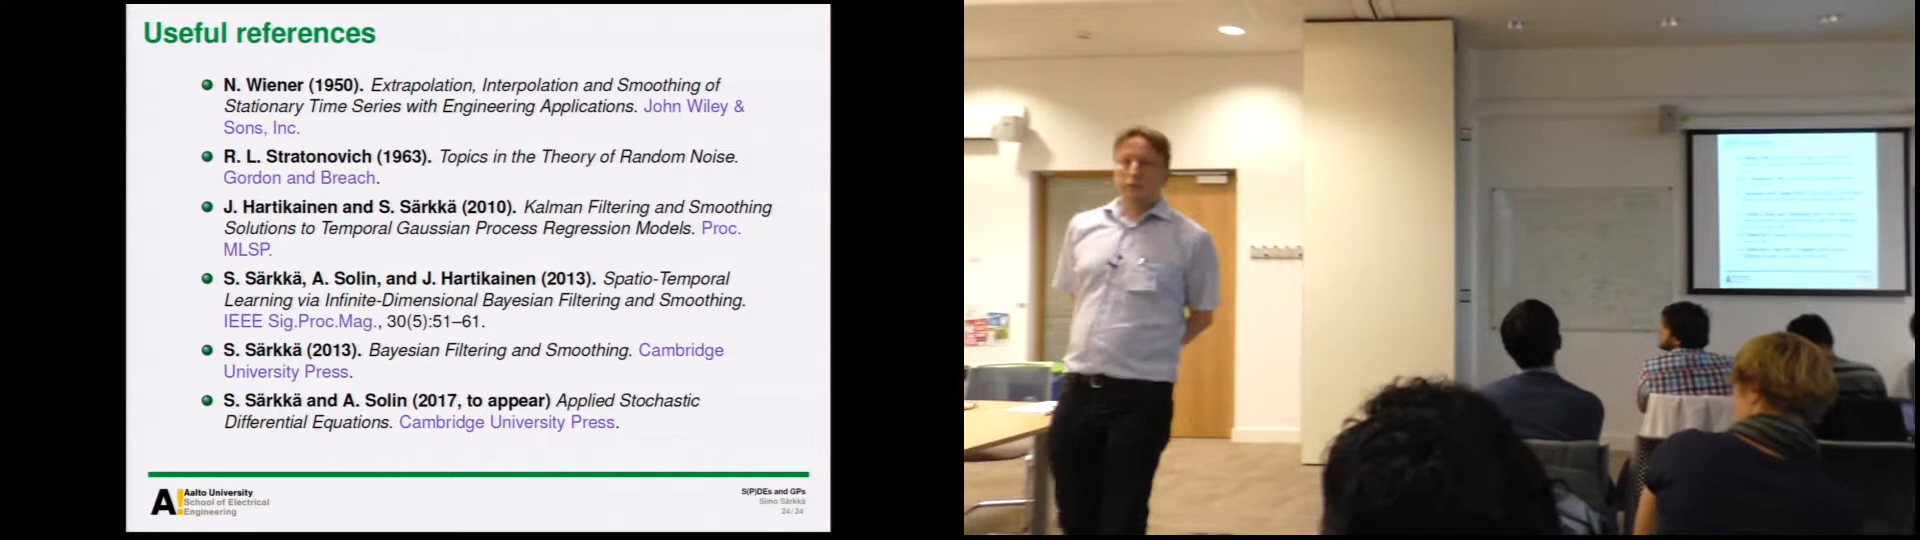 Useful references
N. Wiener (1950). Extrapolation, Interpolation and Smoothing of
Stationary Time Series with Engineering Applications. John Wiley &
Sons, Inc.
R. L. Stratonovich (1963). Topics in the Theory of Random Noise.
Gordon and Breach.
J. Hartikainen and S. Särkkä (2010). Kalman Filtering and Smoothing
Solutions to Temporal Gaussian Process Regression Models. Proc.
MLSP.
S. Särkkä, A. Solin, and J. Hartikainen (2013). Spatio-Temporal
Learning via Infinite-Dimensional Bayesian Filtering and Smoothing.
IEEE Sig.Proc.Mag., 30(5):51–61.
S. Särkkä (2013). Bayesian Filtering and Smoothing. Cambridge
University Press.
S. Särkkä and A. Solin (2017, to appear) Applied Stochastic
Differential Equations. Cambridge University Press.
A! Aalto University
School of Electrical
Engineering
S(P)DEs and GPs
Simo Särkkä
24 / 24